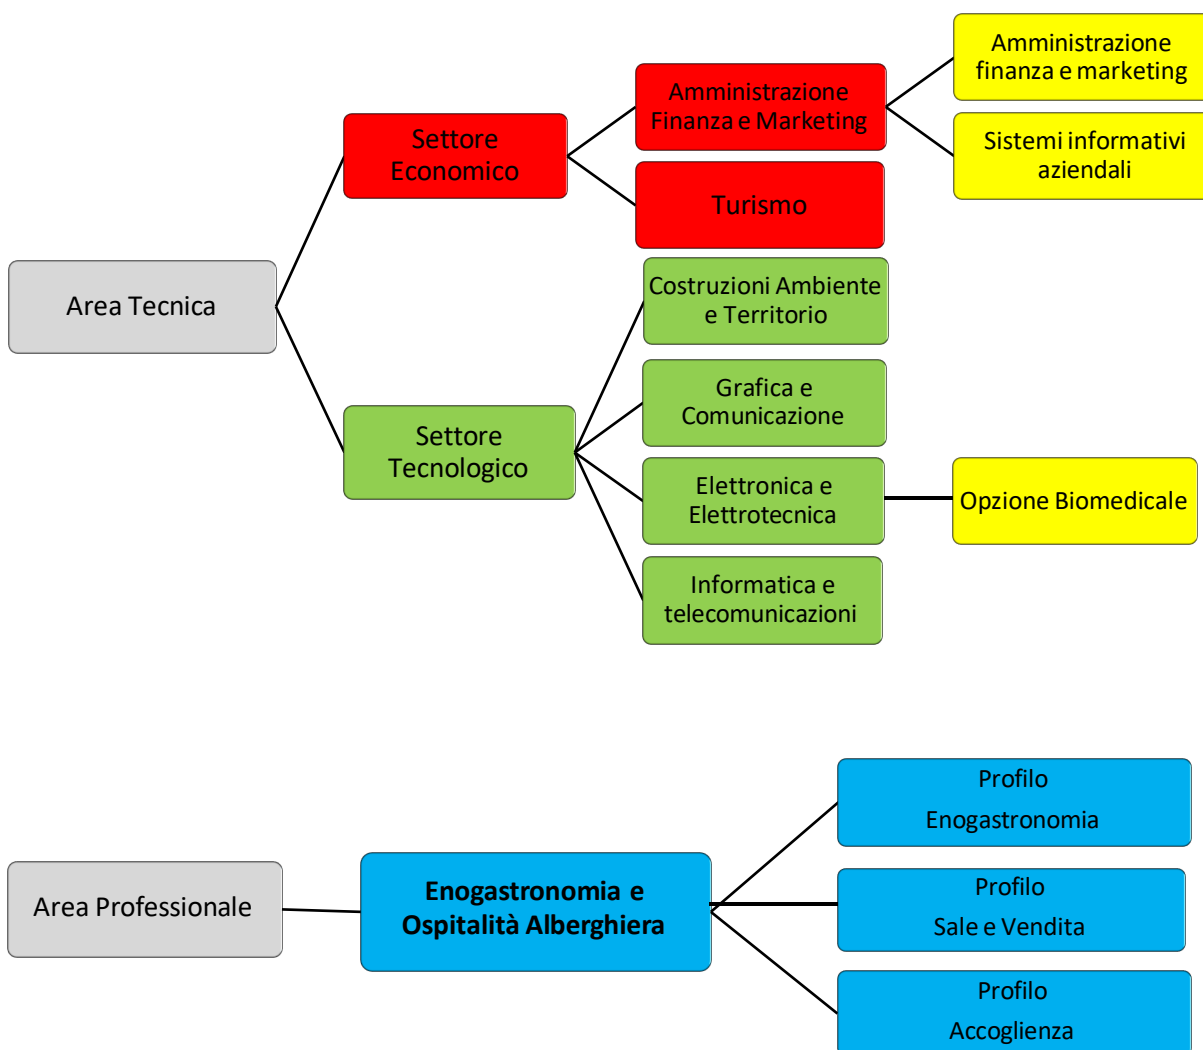 Amministrazione
finanza e marketing
Amministrazione
Finanza e Marketing
Settore
Economico
Sistemi informativi
aziendali
Turismo
Area Tecnica
Costruzioni Ambiente
e Territorio
Grafica e
Comunicazione
Settore
Tecnologico
Elettronica e
Elettrotecnica
Opzione Biomedicale
Informatica e
telecomunicazioni
Profilo
Enogastronomia
Area Professionale
Enogastronomia e
Ospitalità Alberghiera
Profilo
Sale e Vendita
Profilo
Accoglienza